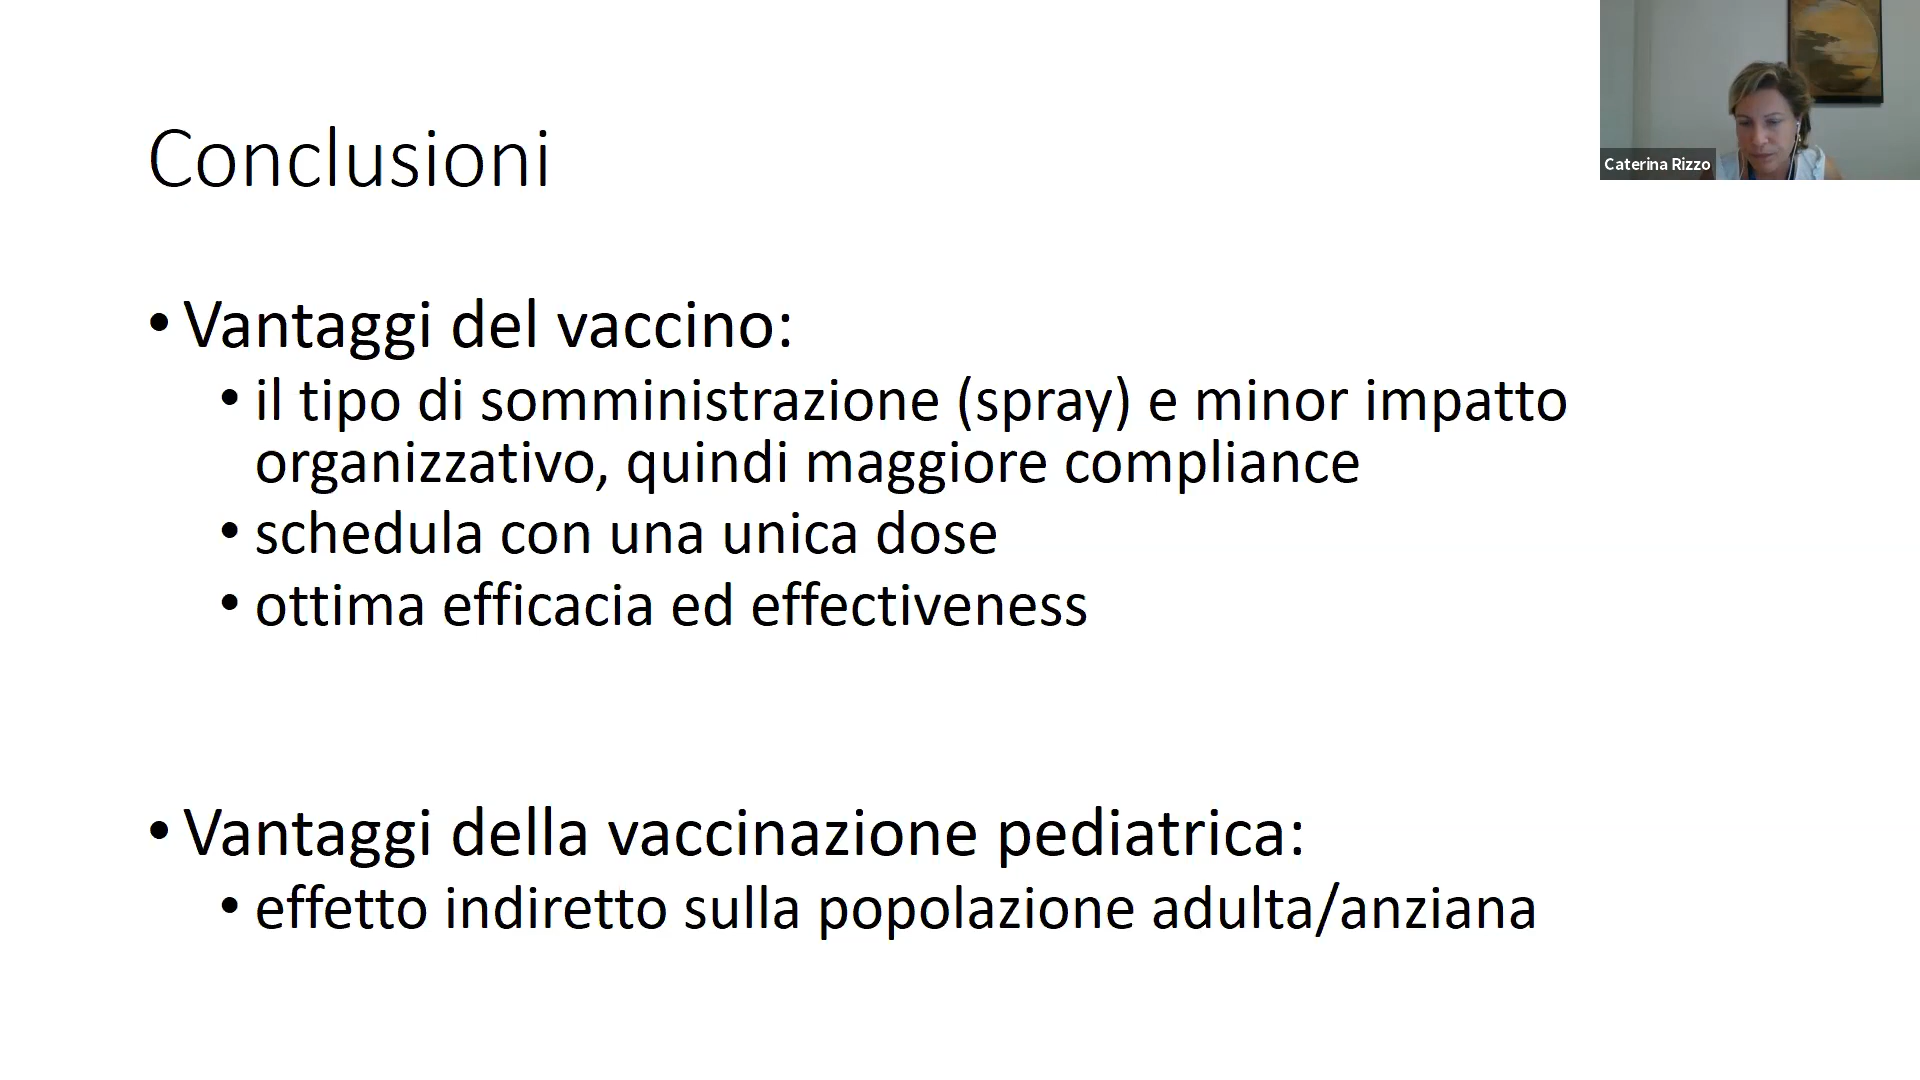 Caterina Rizzo
Conclusioni
• Vantaggi del vaccino:
• il tipo di somministrazione (spray) e minor impatto
organizzativo, quindi maggiore compliance
• schedula con una unica dose
• ottima efficacia ed effectiveness
• Vantaggi della vaccinazione pediatrica:
• effetto indiretto sulla popolazione adulta/anziana